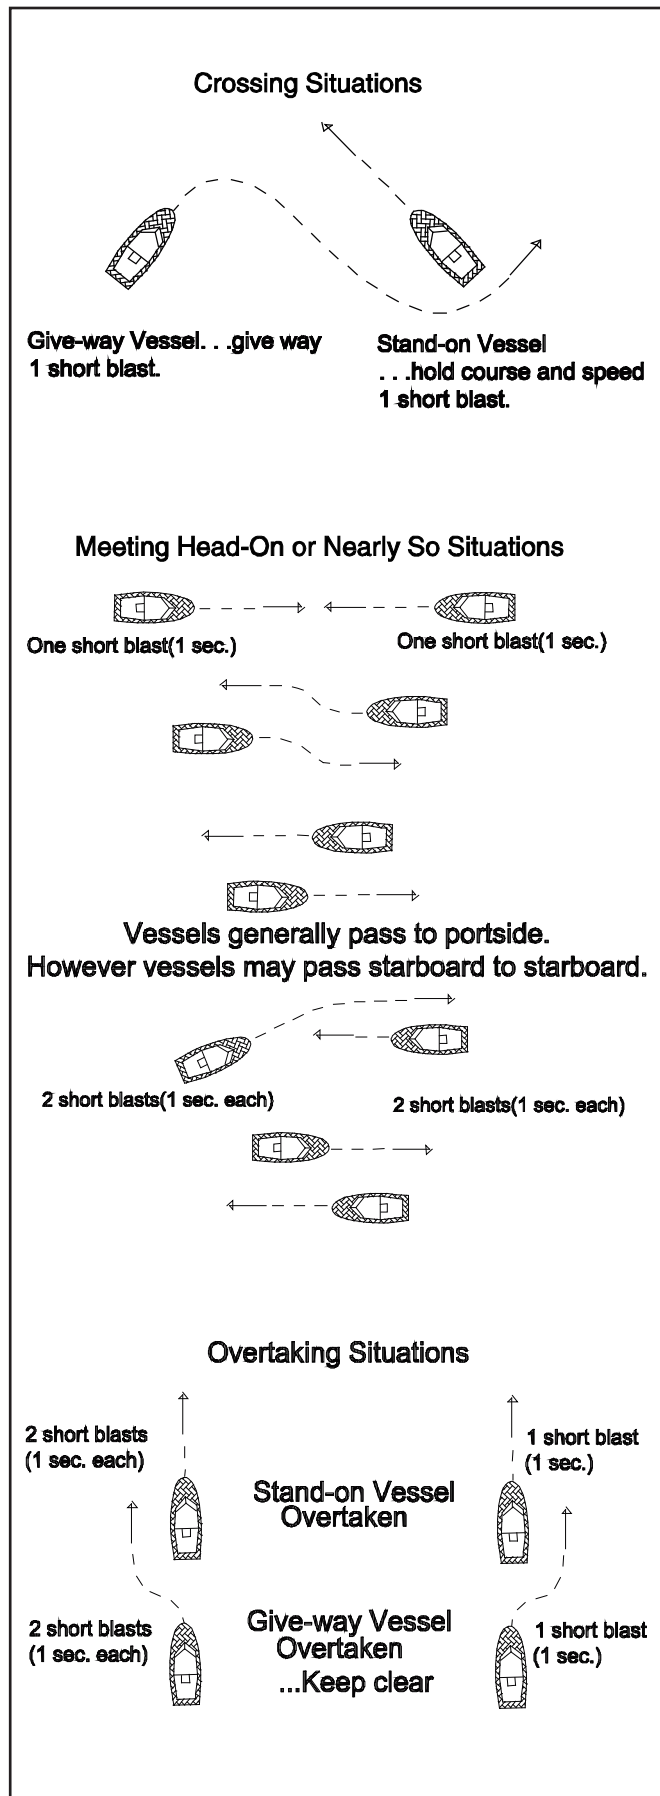 Crossing Situations
Give-way Vessel. . .give way
1 short blast.
Stand-on Vessel
. . .hold course and speed
1 short blast.
Meeting Head-On or Nearly So Situations
One short blast(1 sec.)
One short blast(1 sec.)
Vessels generally pass to portside.
However vessels may pass starboard to starboard.
2 short blasts(1 sec. each)
2 short blasts(1 sec. each)
Overtaking Situations
2 short blasts
(1 sec. each)
1 short blast
(1 sec.)
Stand-on Vessel
Overtaken
2 short blasts
(1 sec. each)
Give-way Vessel
Overtaken
...Keep clear
1 short blast
(1 sec.)